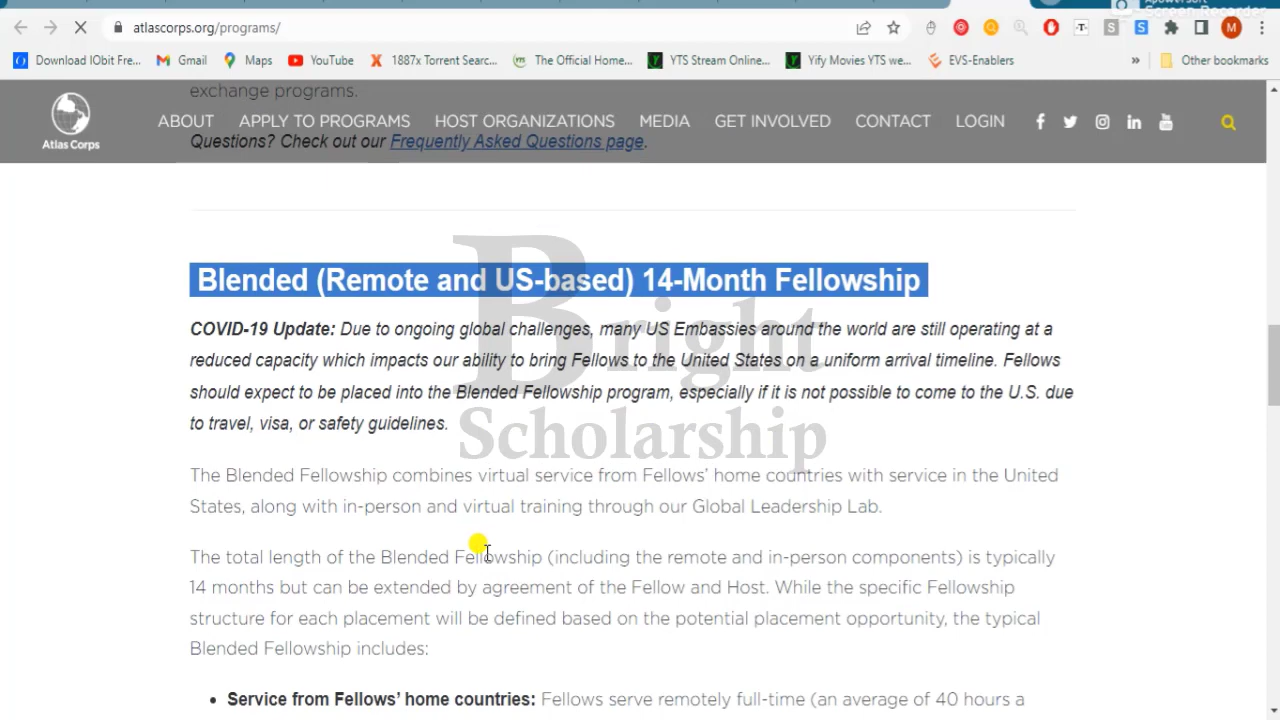 Apowersoft
Screen Recorder
atlascorps.org/programs/
M
Download IObit Fre...
Gmail
Maps
YouTube
1887x Torrent Searc...
The Official Home...
YTS Stream Online...
Yify Movies YTS we...
EVS-Enablers
»
Other bookmarks
exchange programs.
Atlas Corps
ABOUT
APPLY TO PROGRAMS
HOST ORGANIZATIONS
MEDIA
GET INVOLVED
CONTACT
LOGIN
Questions? Check out our Frequently Asked Questions page.
Blended (Remote and US-based) 14-Month Fellowship
COVID-19 Update: Due to ongoing global challenges, many US Embassies around the world are still operating at a
reduced capacity which impacts our ability to bring Fellows to the United States on a uniform arrival timeline. Fellows
should expect to be placed into the Blended Fellowship program, especially if it is not possible to come to the U.S. due
to travel, visa, or safety guidelines.
Bright
Scholarship
The Blended Fellowship combines virtual service from Fellows' home countries with service in the United
States, along with in-person and virtual training through our Global Leadership Lab.
The total length of the Blended Fellowship (including the remote and in-person components) is typically
14 months but can be extended by agreement of the Fellow and Host. While the specific Fellowship
structure for each placement will be defined based on the potential placement opportunity, the typical
Blended Fellowship includes:
• Service from Fellows' home countries: Fellows serve remotely full-time (an average of 40 hours a